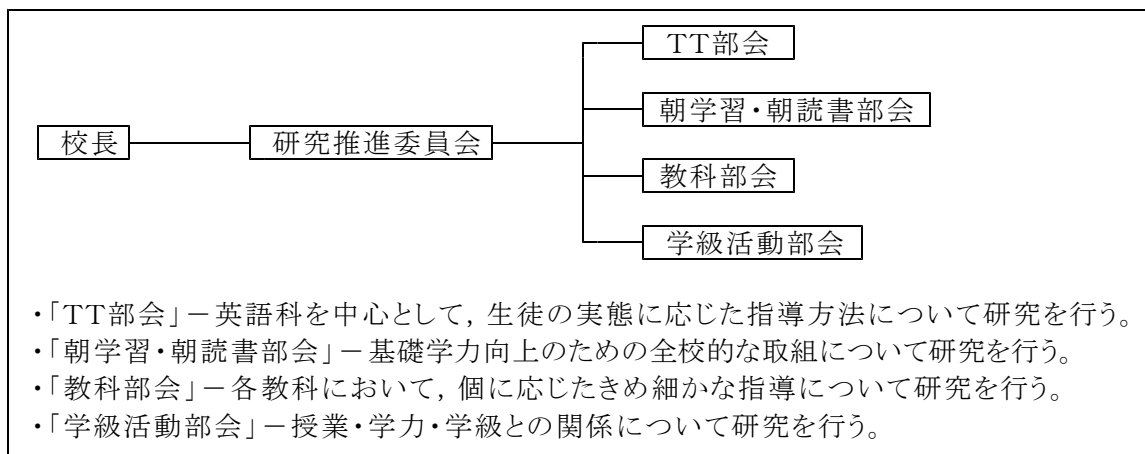 校長
研究推進委員会
TT部会
朝学習・朝読書部会
教科部会
学級活動部会
・「TT部会」－英語科を中心として，生徒の実態に応じた指導方法について研究を行う。
・「朝学習・朝読書部会」－基礎学力向上のための全校的な取組について研究を行う。
・「教科部会」－各教科において，個に応じたきめ細かな指導について研究を行う。
・「学級活動部会」－授業・学力・学級との関係について研究を行う。